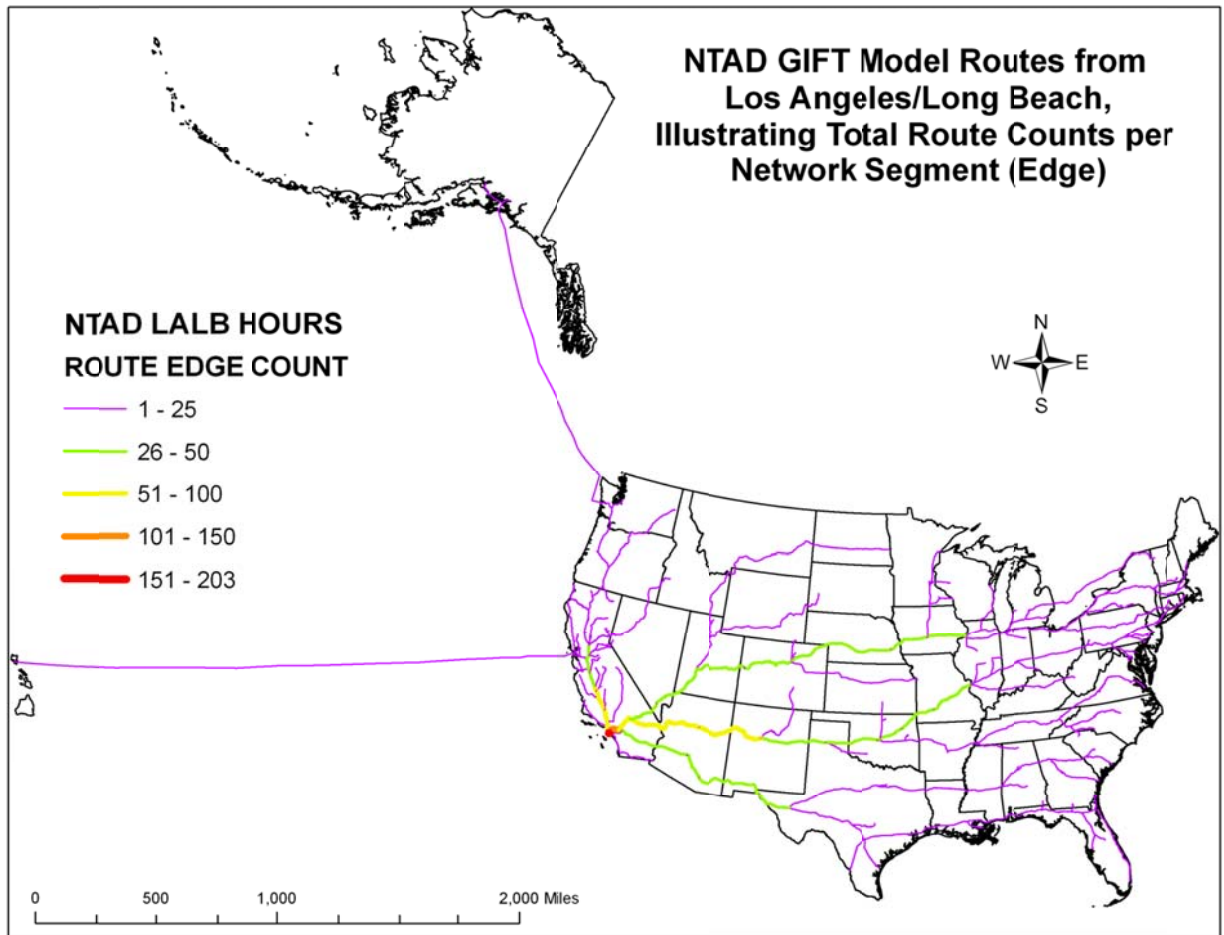 NTAD GIFT Model Routes from
Los Angeles/Long Beach,
Illustrating Total Route Counts per
Network Segment (Edge)
NTAD LALB HOURS
ROUTE EDGE COUNT
1 - 25
26 - 50
51 - 100
101 - 150
151 - 203
N
W E
S
0 500 1,000 2,000 Miles